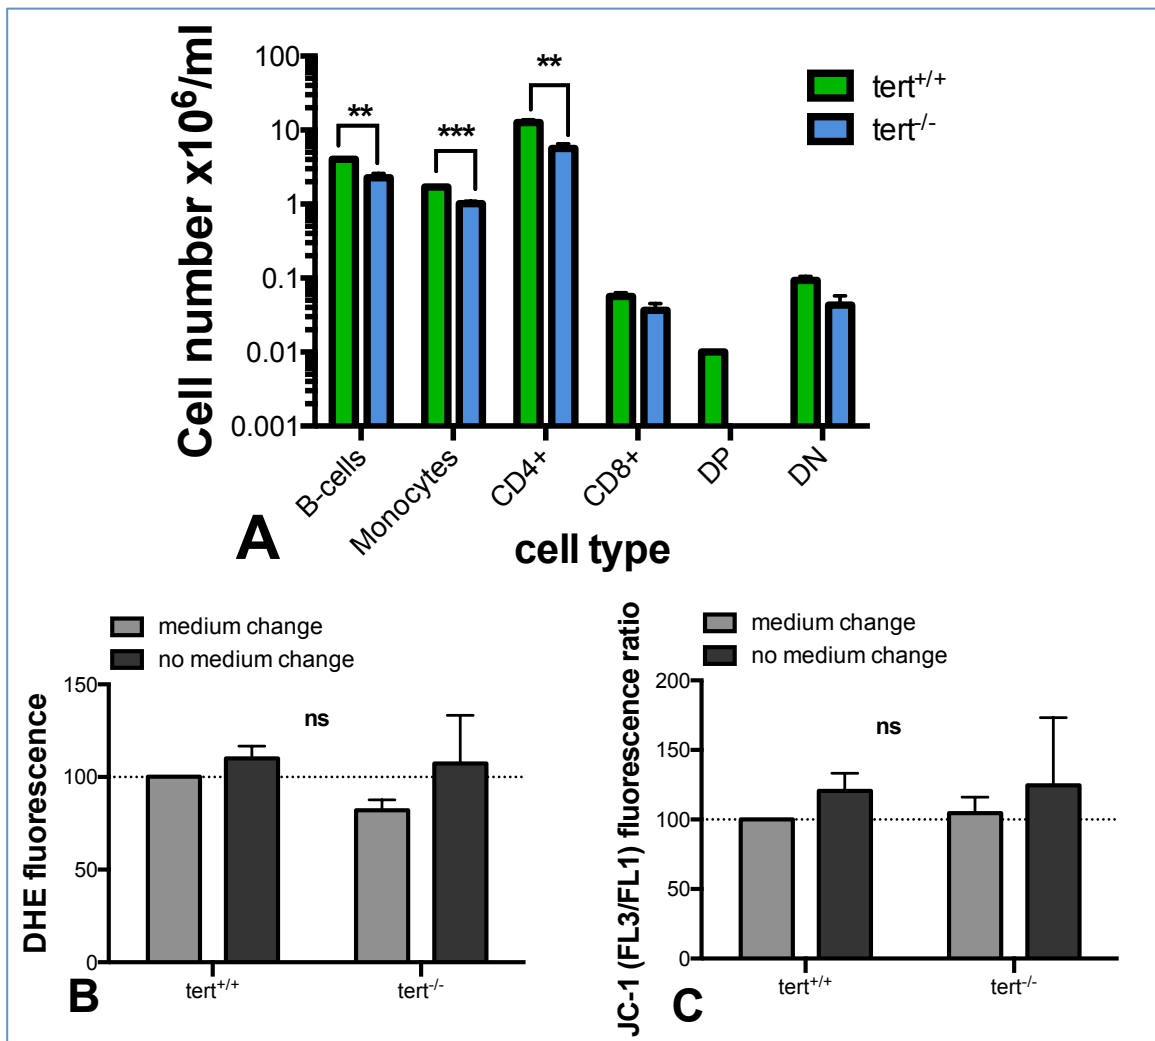 Cell number x10⁶/ml
100
10
1
0.1
0.01
0.001
**
***
**
tert⁺/⁺
tert⁻/⁻
B-cells
Monocytes
CD4+
CD8+
DP
DN
A
cell type
medium change
no medium change
DHE fluorescence
150
100
50
0
ns
tert⁺/⁺
tert⁻/⁻
B
medium change
no medium change
JC-1 (FL3/FL1) fluorescence ratio
200
150
100
50
0
ns
tert⁺/⁺
tert⁻/⁻
C